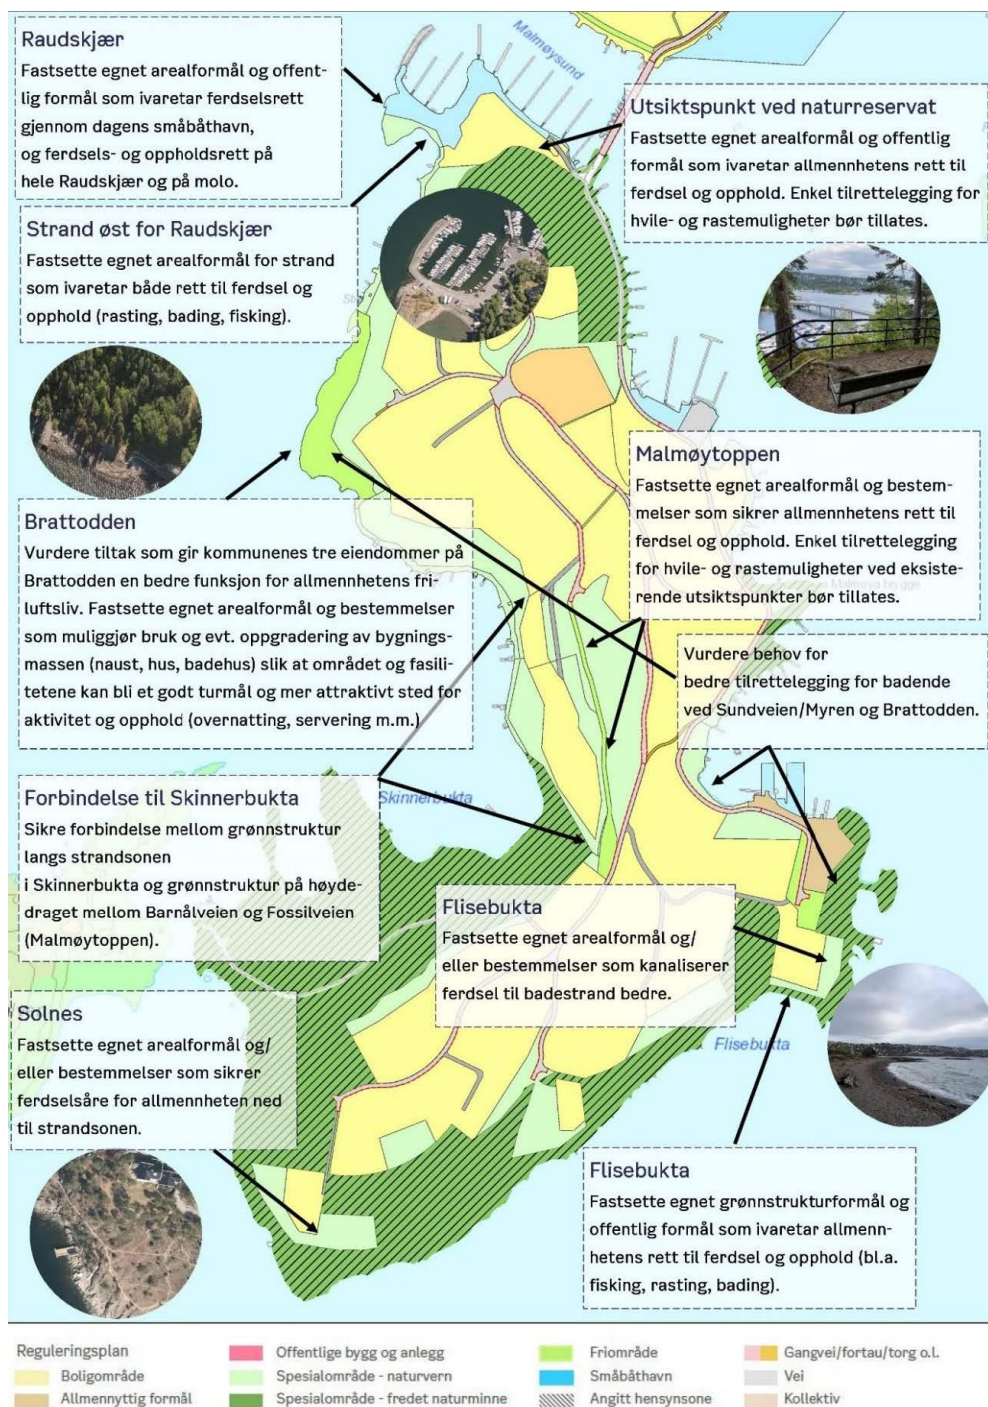 Raudskjær
Fastsette egnet arealformål og offent-
lig formål som ivaretar ferdselsrett
gjennom dagens småbåthavn,
og ferdsels- og oppholdsrett på
hele Raudskjær og på molo.
Malmøysund
Utsiktspunkt ved naturreservat
Fastsette egnet arealformål og offentlig
formål som ivaretar allmennhetens rett til
ferdsel og opphold. Enkel tilrettelegging for
hvile- og rastemuligheter bør tillates.
Strand øst for Raudskjær
Fastsette egnet arealformål for strand
som ivaretar både rett til ferdsel og
opphold (rasting, bading, fisking).
Malmøytoppen
Fastsette egnet arealformål og bestem-
melser som sikrer allmennhetens rett til
ferdsel og opphold. Enkel tilrettelegging
for hvile- og rastemuligheter ved eksiste-
rende utsiktspunkter bør tillates.
Malmøya brygge
Brattodden
Vurdere tiltak som gir kommunenes tre eiendommer på
Brattodden en bedre funksjon for allmennhetens fri-
luftsliv. Fastsette egnet arealformål og bestemmelser
som muliggjør bruk og evt. oppgradering av bygnings-
massen (naust, hus, badehus) slik at området og fasili-
tetene kan bli et godt turmål og mer attraktivt sted for
aktivitet og opphold (overnatting, servering m.m.)
Vurdere behov for
bedre tilrettelegging for badende
ved Sundveien/Myren og Brattodden.
Forbindelse til Skinnerbukta
Sikre forbindelse mellom grønnstruktur
langs strandsonen
i Skinnerbukta og grønnstruktur på høyde-
draget mellom Barnålveien og Fossilveien
(Malmøytoppen).
Skinnerbukta
Flisebukta
Fastsette egnet arealformål og/
eller bestemmelser som kanaliserer
ferdsel til badestrand bedre.
Solnes
Fastsette egnet arealformål og/
eller bestemmelser som sikrer
ferdselsåre for allmennheten ned
til strandsonen.
Flisebukta
Flisebukta
Fastsette egnet grønnstrukturformål og
offentlig formål som ivaretar allmenn-
hetens rett til ferdsel og opphold (bl.a.
fisking, rasting, bading).
Reguleringsplan
Boligområde
Allmennyttig formål
Offentlige bygg og anlegg
Spesialområde - naturvern
Spesialområde - fredet naturminne
Friområde
Småbåthavn
Angitt hensynsone
Gangvei/fortau/torg o.l.
Vei
Kollektiv